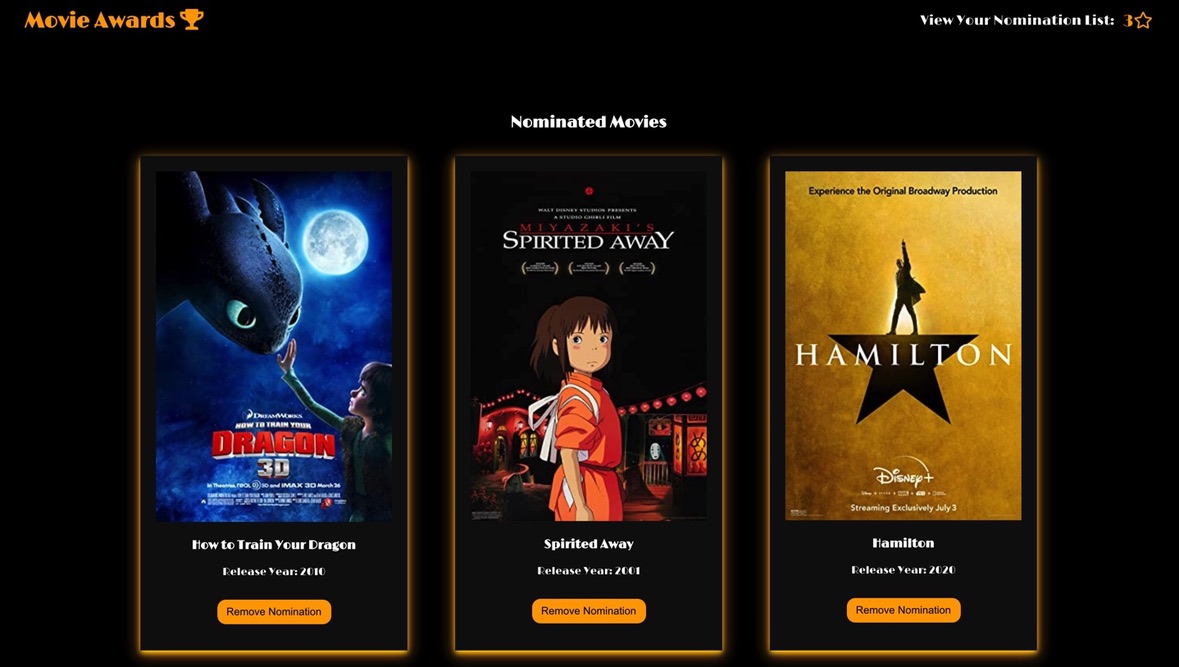 Movie Awards
View Your Nomination List: 3
Nominated Movies
DREAMWORKS
HOW TO TRAIN YOUR
DRAGON
3D
In Theatres, REAL D 3D and IMAX 3D March 26
How to Train Your Dragon
Release Year: 2010
Remove Nomination
WALT DISNEY STUDIOS PRESENTS
A STUDIO GHIBLI FILM
MIYAZAKI'S
SPIRITED AWAY
Spirited Away
Release Year: 2001
Remove Nomination
Experience the Original Broadway Production
HAMILTON
Disney+
Streaming Exclusively July 3
Hamilton
Release Year: 2020
Remove Nomination